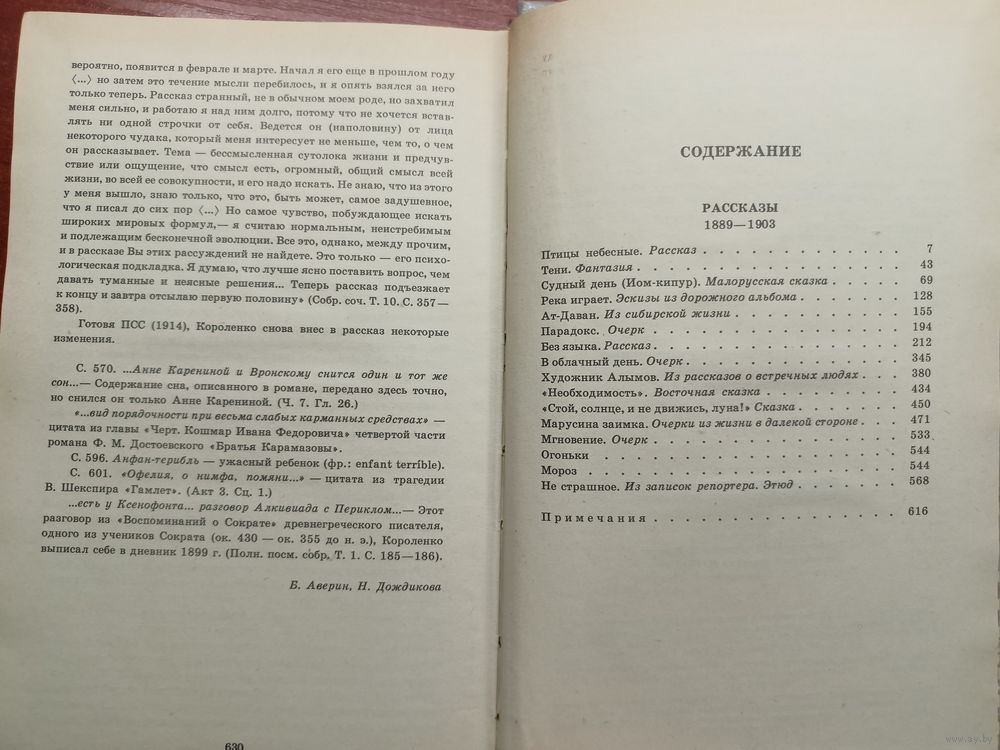 вероятно, появится в феврале и марте. Начал я его еще в прошлом году
⟨...⟩ но затем это течение мысли перебилось, и я опять взялся за него
только теперь. Рассказ странный, не в обычном моем роде, но захватил
меня сильно, и работаю я над ним долго, потому что не хочется встав-
лять ни одной строчки от себя. Ведется он (наполовину) от лица
некоторого чудака, который меня интересует не меньше, чем то, о чем
он рассказывает. Тема — бессмысленная сутолока жизни и предчув-
ствие или ощущение, что смысл есть, огромный, общий смысл всей
жизни, во всей ее совокупности, и его надо искать. Не знаю, что из этого
у меня вышло, знаю только, что это, быть может, самое задушевное,
что я писал до сих пор ⟨...⟩ Но самое чувство, побуждающее искать
широких мировых формул,— я считаю нормальным, неистребимым
и подлежащим бесконечной эволюции. Все это, однако, между прочим,
и в рассказе Вы этих рассуждений не найдете. Это только — его психо-
логическая подкладка. Я думаю, что лучше ясно поставить вопрос, чем
давать туманные и неясные решения... Теперь рассказ подъезжает
к концу и завтра отсылаю первую половину» (Собр. соч. Т. 10. С. 357—
358).
Готовя ПСС (1914), Короленко снова внес в рассказ некоторые
изменения.
С. 570. ...Анне Карениной и Вронскому снится один и тот же
сон...— Содержание сна, описанного в романе, передано здесь точно,
но снился он только Анне Карениной. (Ч. 7. Гл. 26.)
«...вид порядочности при весьма слабых карманных средствах» —
цитата из главы «Черт. Кошмар Ивана Федоровича» четвертой части
романа Ф. М. Достоевского «Братья Карамазовы».
С. 596. Анфан-терибль — ужасный ребенок (фр.: enfant terrible).
С. 601. «Офелия, о нимфа, помяни...» — цитата из трагедии
В. Шекспира «Гамлет». (Акт 3. Сц. 1.)
...есть у Ксенофонта... разговор Алкивиада с Периклом...— Этот
разговор из «Воспоминаний о Сократе» древнегреческого писателя,
одного из учеников Сократа (ок. 430 — ок. 355 до н. э.), Короленко
выписал себе в дневник 1899 г. (Полн. посм. собр. Т. 1. С. 185—186).
Б. Аверин, Н. Дождикова
630
СОДЕРЖАНИЕ
РАССКАЗЫ
1889—1903
Птицы небесные. Рассказ . . . . . . . . . . . . . 7
Тени. Фантазия . . . . . . . . . . . . . . . . 43
Судный день (Иом-кипур). Малорусская сказка . . . . . 69
Река играет. Эскизы из дорожного альбома . . . . . . . 128
Ат-Даван. Из сибирской жизни . . . . . . . . . . . 155
Парадокс. Очерк . . . . . . . . . . . . . . . 194
Без языка. Рассказ . . . . . . . . . . . . . . . 212
В облачный день. Очерк . . . . . . . . . . . . . 345
Художник Алымов. Из рассказов о встречных людях . . . 380
«Необходимость». Восточная сказка . . . . . . . . . 434
«Стой, солнце, и не движись, луна!» Сказка . . . . . . . 450
Марусина заимка. Очерки из жизни в далекой стороне . . . 471
Мгновение. Очерк . . . . . . . . . . . . . . . 533
Огоньки . . . . . . . . . . . . . . . . . . 544
Мороз . . . . . . . . . . . . . . . . . . . 544
Не страшное. Из записок репортера. Этюд . . . . . . . 568
Примечания . . . . . . . . . . . . . . . . 616
www.ay.by